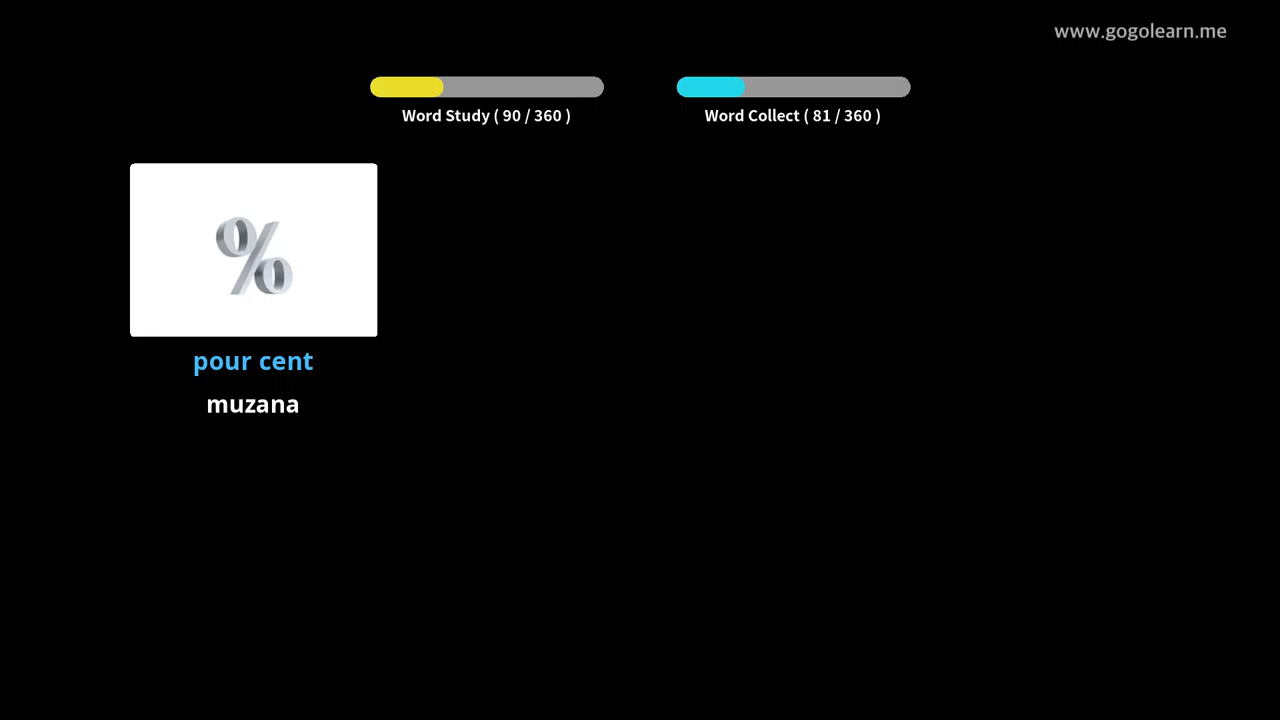 www.gogolearn.me
Word Study ( 90 / 360 )
Word Collect ( 81 / 360 )
%
pour cent
muzana